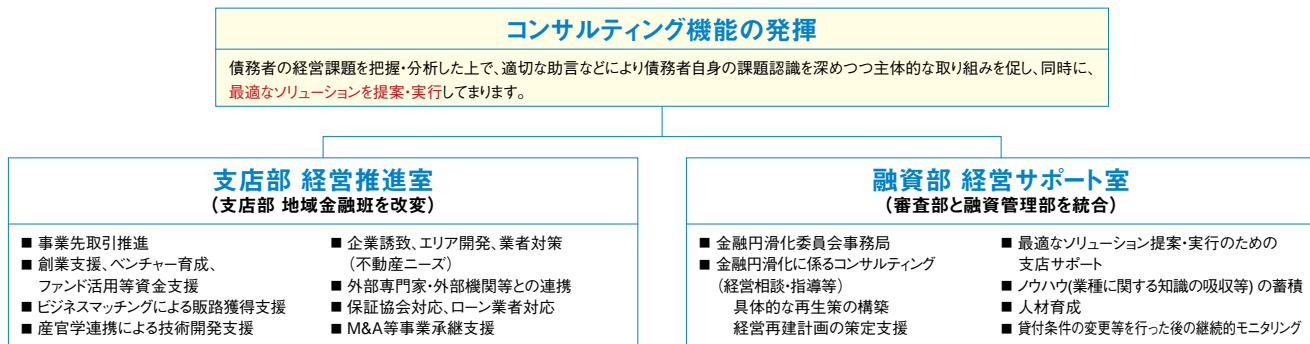 コンサルティング機能の発揮
債務者の経営課題を把握・分析した上で、適切な助言などにより債務者自身の課題認識を深めつつ主体的な取り組みを促し、同時に、
最適なソリューションを提案・実行してまります。
支店部 経営推進室
(支店部 地域金融班を改変)
■ 事業先取引推進
■ 創業支援、ベンチャー育成、
ファンド活用等資金支援
■ ビジネスマッチングによる販路獲得支援
■ 産官学連携による技術開発支援
■ 企業誘致、エリア開発、業者対策
(不動産ニーズ)
■ 外部専門家・外部機関等との連携
■ 保証協会対応、ローン業者対応
■ M&A等事業承継支援
融資部 経営サポート室
(審査部と融資管理部を統合)
■ 金融円滑化委員会事務局
■ 金融円滑化に係るコンサルティング
(経営相談・指導等)
具体的な再生策の構築
経営再建計画の策定支援
■ 最適なソリューション提案・実行のための
支店サポート
■ ノウハウ(業種に関する知識の吸収等) の蓄積
■ 人材育成
■ 貸付条件の変更等を行った後の継続的モニタリング